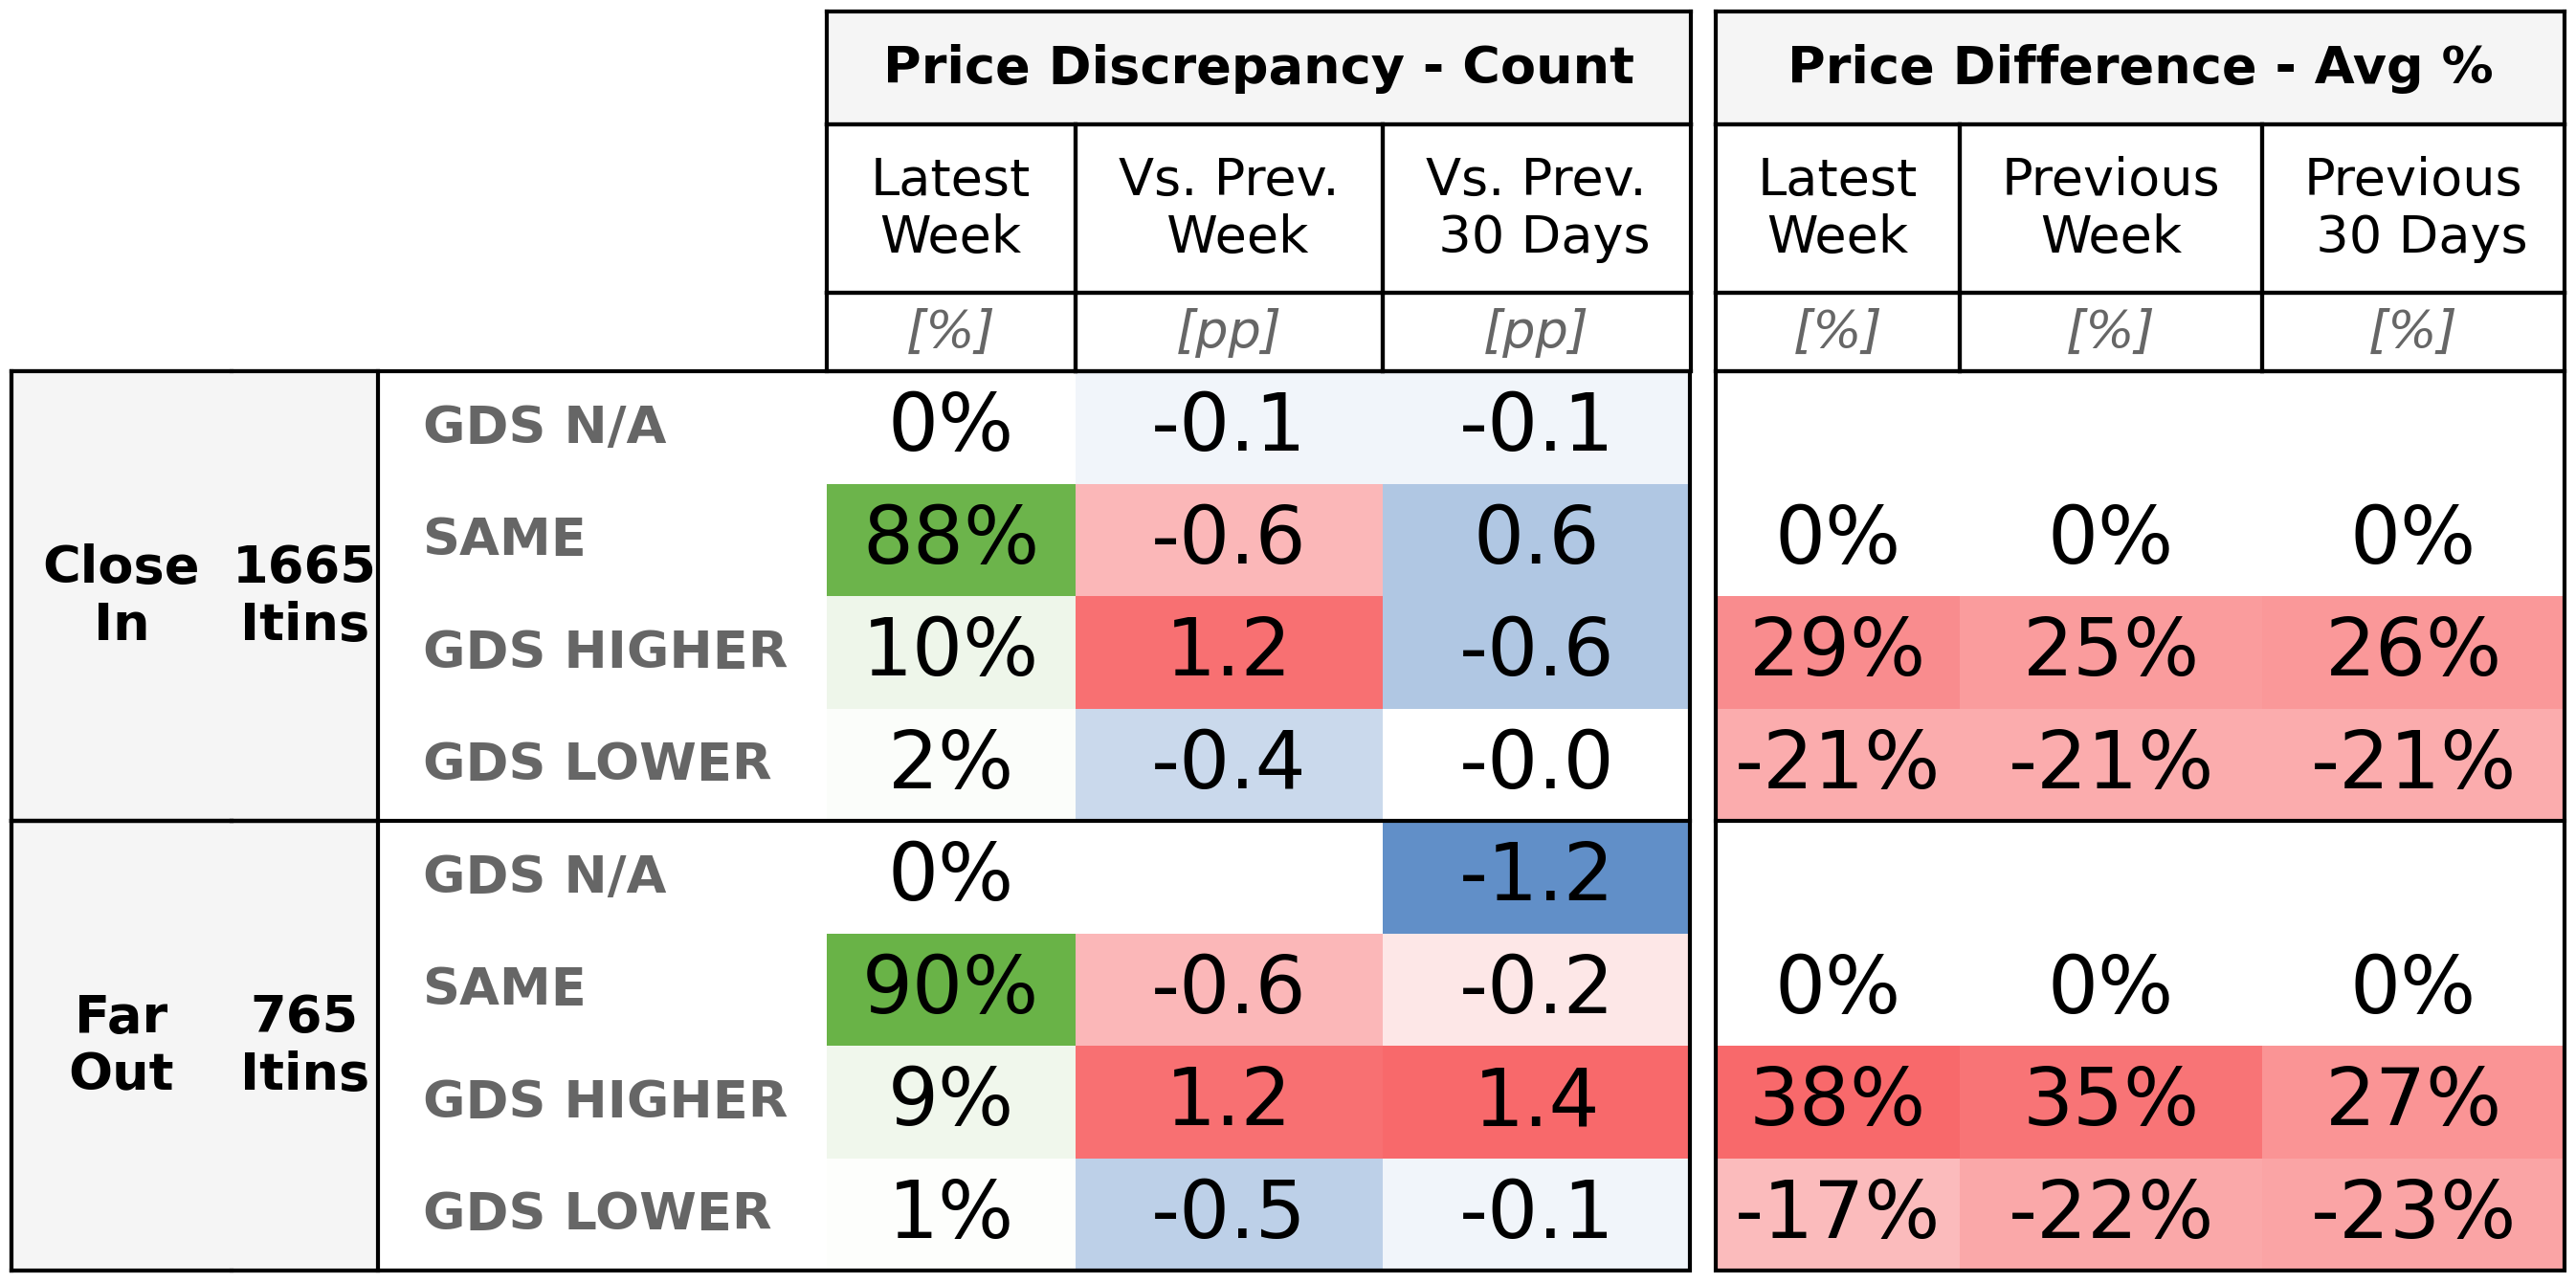 Price Discrepancy - Count Price Difference - Avg %
Latest Week Vs. Prev. Week Vs. Prev. 30 Days Latest Week Previous Week Previous 30 Days
[%] [pp] [pp] [%] [%] [%]
Close In 1665 Itins
GDS N/A 0% -0.1 -0.1
SAME 88% -0.6 0.6 0% 0% 0%
GDS HIGHER 10% 1.2 -0.6 29% 25% 26%
GDS LOWER 2% -0.4 -0.0 -21% -21% -21%
Far Out 765 Itins
GDS N/A 0% -1.2
SAME 90% -0.6 -0.2 0% 0% 0%
GDS HIGHER 9% 1.2 1.4 38% 35% 27%
GDS LOWER 1% -0.5 -0.1 -17% -22% -23%